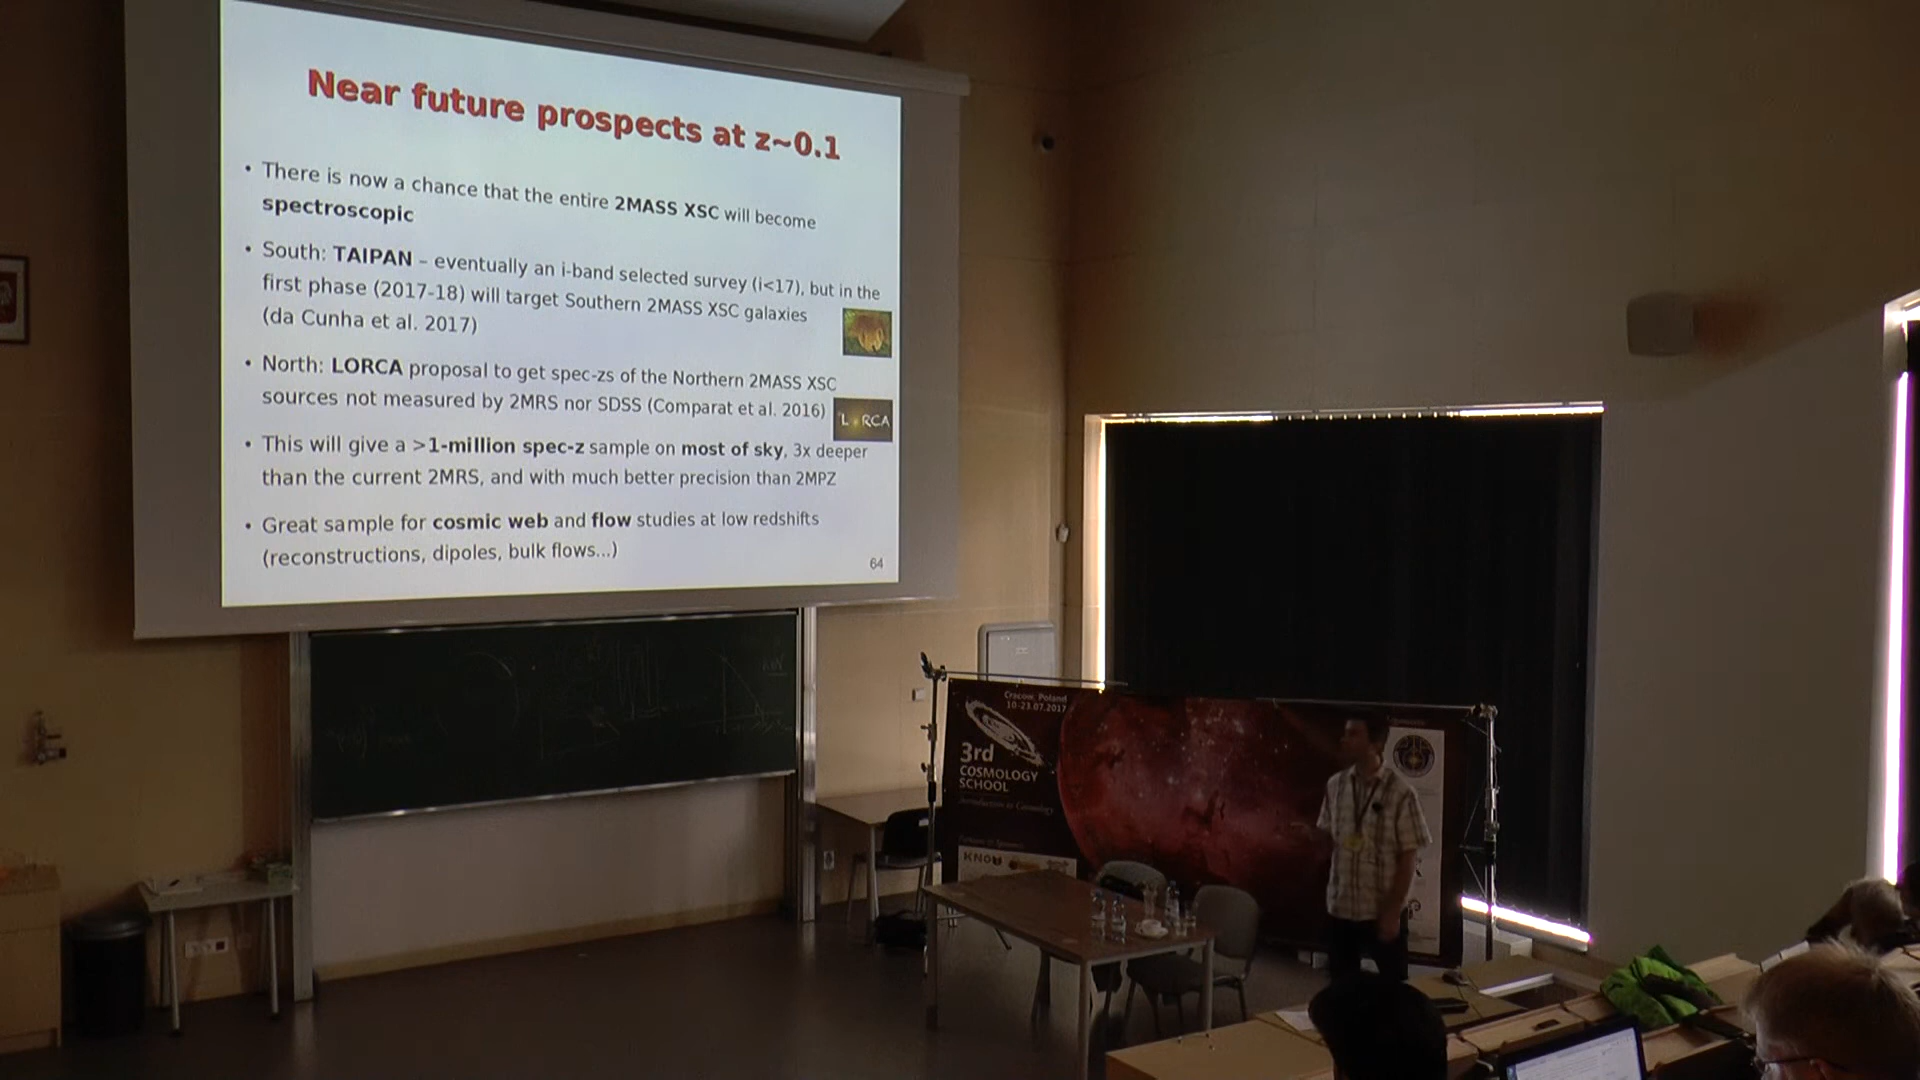 Near future prospects at z~0.1
• There is now a chance that the entire 2MASS XSC will become
spectroscopic
• South: TAIPAN – eventually an i-band selected survey (i<17), but in the
first phase (2017-18) will target Southern 2MASS XSC galaxies
(da Cunha et al. 2017)
• North: LORCA proposal to get spec-zs of the Northern 2MASS XSC
sources not measured by 2MRS nor SDSS (Comparat et al. 2016)
L RCA
• This will give a >1-million spec-z sample on most of sky, 3x deeper
than the current 2MRS, and with much better precision than 2MPZ
• Great sample for cosmic web and flow studies at low redshifts
(reconstructions, dipoles, bulk flows...)
64
Cracow, Poland
10-23.07.2017
3rd
COSMOLOGY
SCHOOL
Introduction to Cosmology